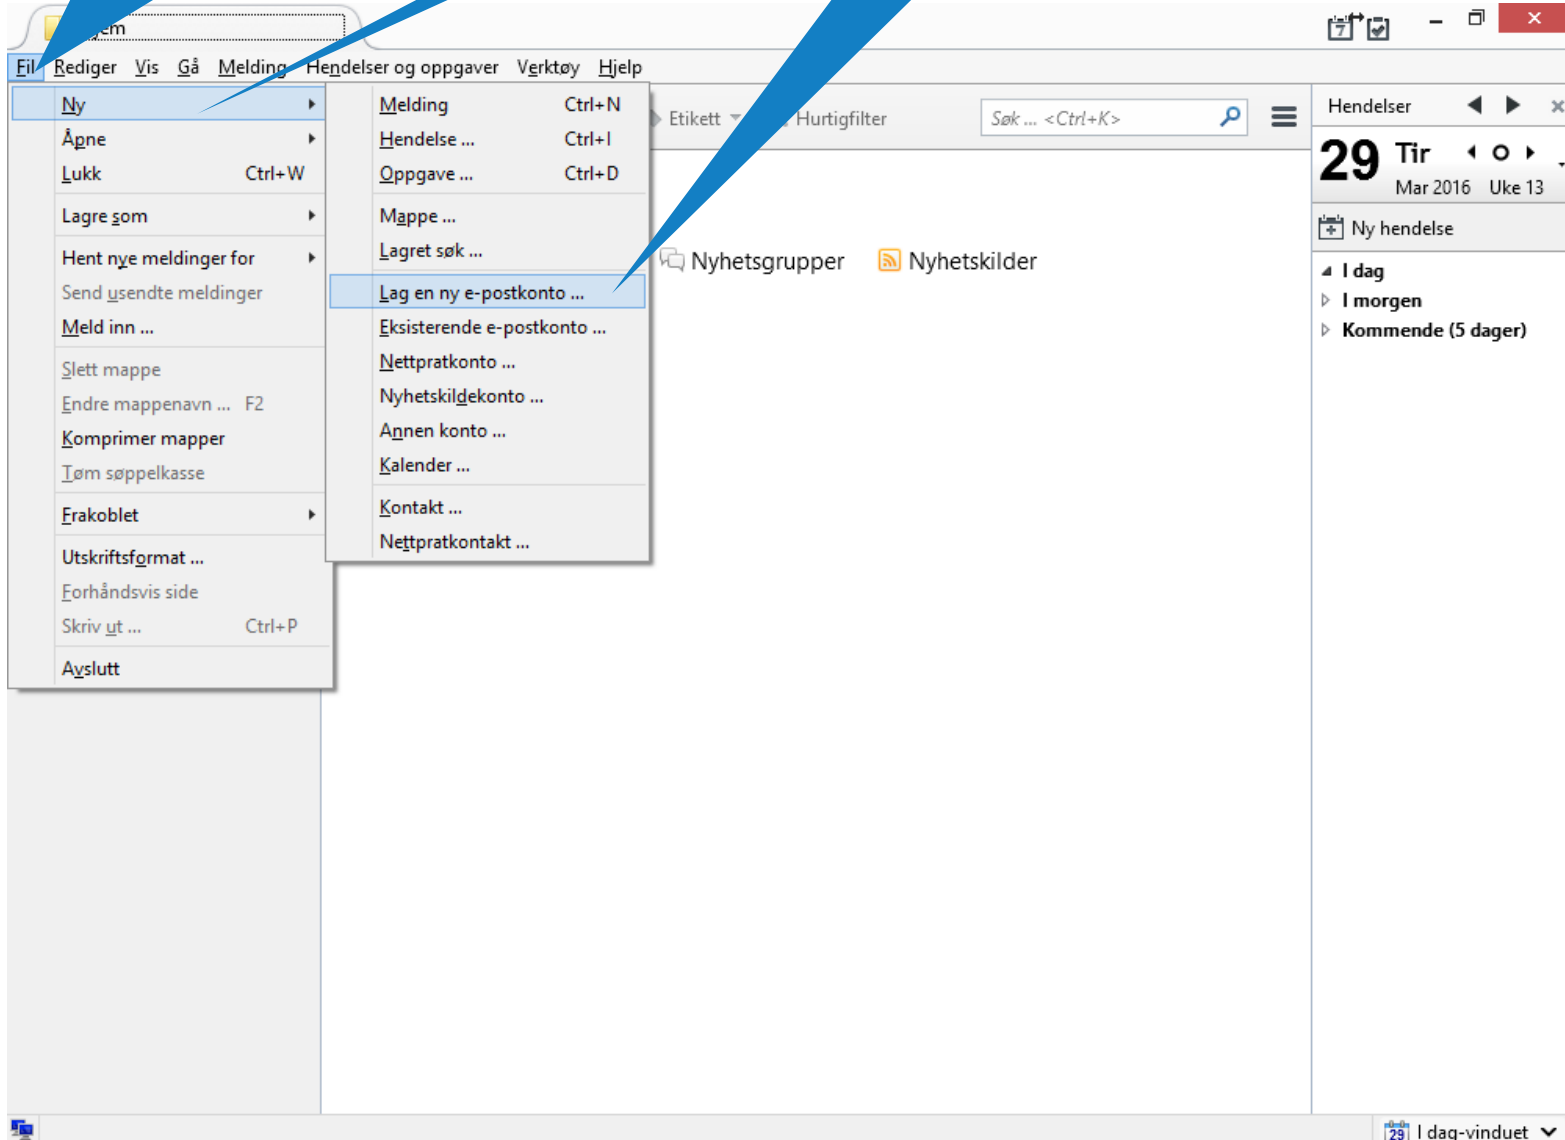 Fil Rediger Vis Gå Melding Hendelser og oppgaver Verktøy Hjelp
Ny
Åpne
Lukk Ctrl+W
Lagre som
Hent nye meldinger for
Send usendte meldinger
Meld inn ...
Slett mappe
Endre mappenavn ... F2
Komprimer mapper
Tøm søppelkasse
Frakoblet
Utskriftsformat ...
Forhåndsvis side
Skriv ut ... Ctrl+P
Avslutt
Melding Ctrl+N
Hendelse ... Ctrl+I
Oppgave ... Ctrl+D
Mappe ...
Lagret søk ...
Lag en ny e-postkonto ...
Eksisterende e-postkonto ...
Nettpratkonto ...
Nyhetskildekonto ...
Annen konto ...
Kalender ...
Kontakt ...
Nettpratkontakt ...
Etikett Hurtigfilter Søk ... <Ctrl+K>
Nyhetsgrupper Nyhetskilder
7
Hendelser
29 Tir
Mar 2016 Uke 13
Ny hendelse
I dag
I morgen
Kommende (5 dager)
29 I dag-vinduet